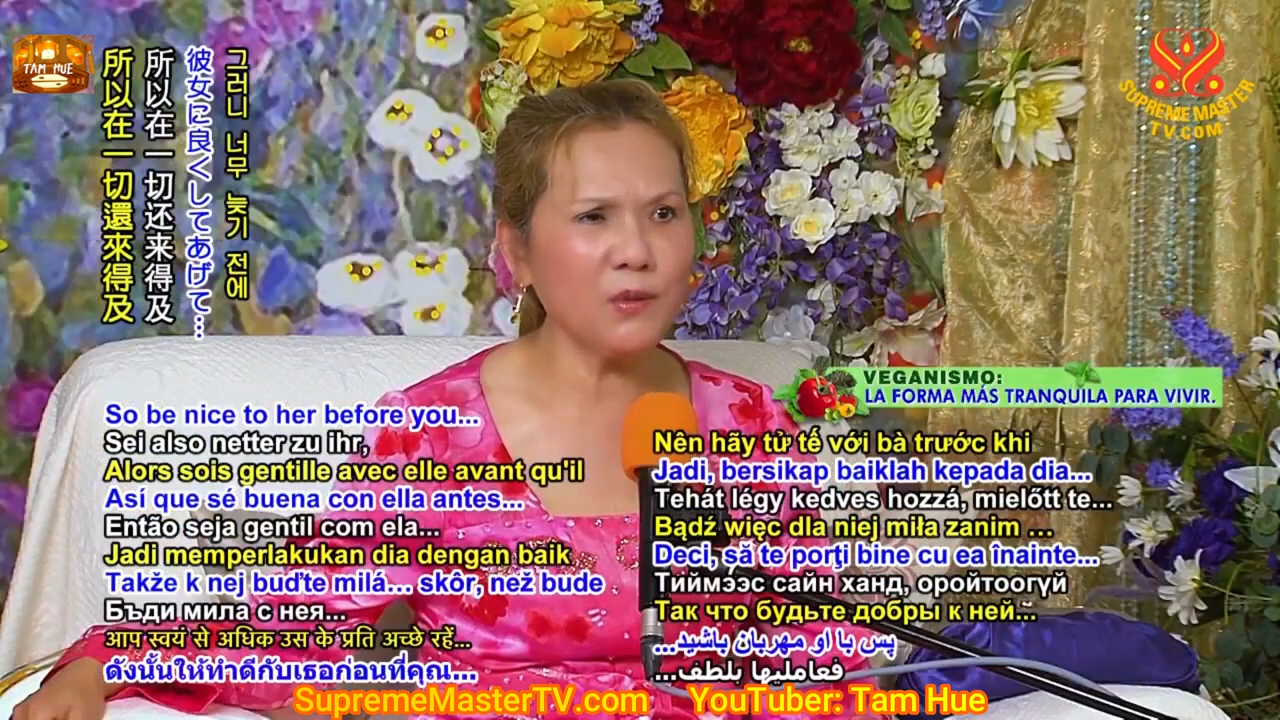 TAM HUE
所以在一切還來得及
所以在一切还来得及
彼女に良くしてあげて...
그러니 너무 늦기 전에
SUPREME MASTER
TV.COM
VEGANISMO:
LA FORMA MÁS TRANQUILA PARA VIVIR.
So be nice to her before you...
Sei also netter zu ihr,
Alors sois gentille avec elle avant qu'il
Así que sé buena con ella antes...
Então seja gentil com ela...
Jadi memperlakukan dia dengan baik
Takže k nej buďte milá... skôr, než bude
Бъди мила с нея...
आप स्वयं से अधिक उस के प्रति अच्छे रहें...
ดังนั้นให้ทำดีกับเธอก่อนที่คุณ...
Nên hãy tử tế với bà trước khi
Jadi, bersikap baiklah kepada dia...
Tehát légy kedves hozzá, mielőtt te...
Bądź więc dla niej miła zanim ...
Deci, să te porţi bine cu ea înainte...
Тиймэ́эс сайн ханд, оройтоогүй
Так что будьте добры к ней...
پس با او مهربان باشید...
فعامليها بلطف...
SupremeMasterTV.com YouTuber: Tam Hue